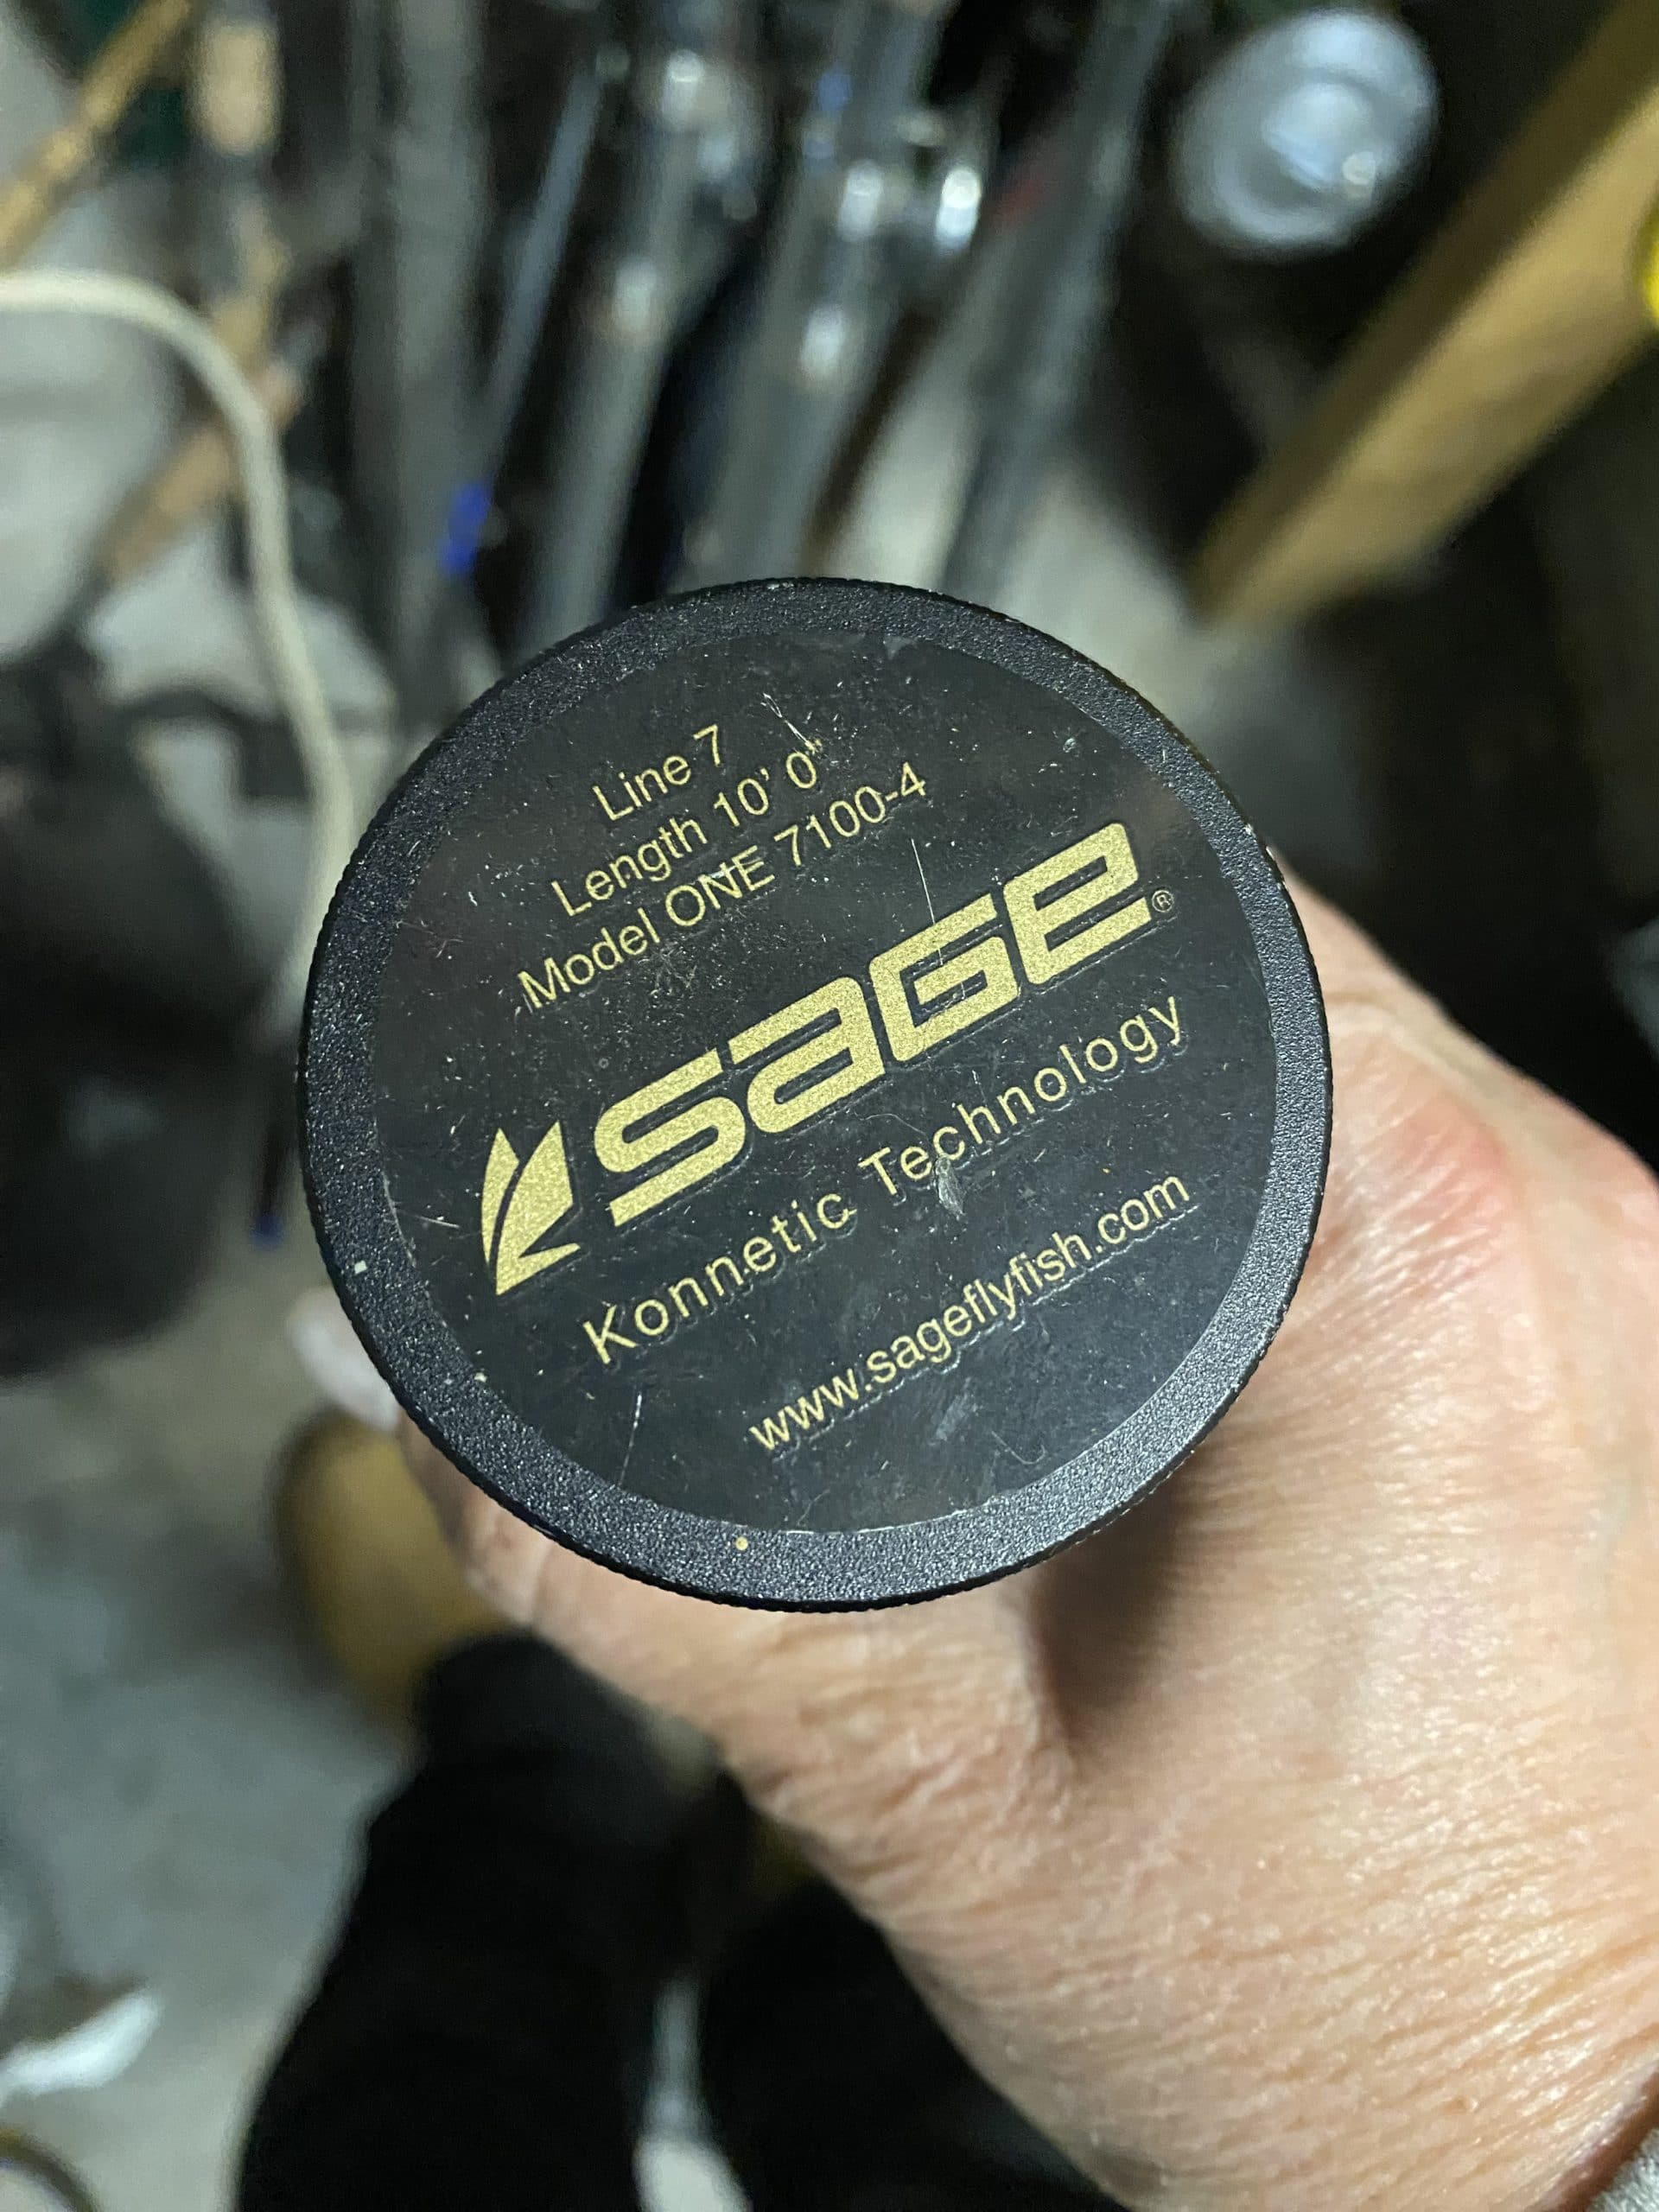 Line 7
Length 10' 0"
Model ONE 7100-4
SAGE®
Konnetic Technology
www.sageflyfish.com